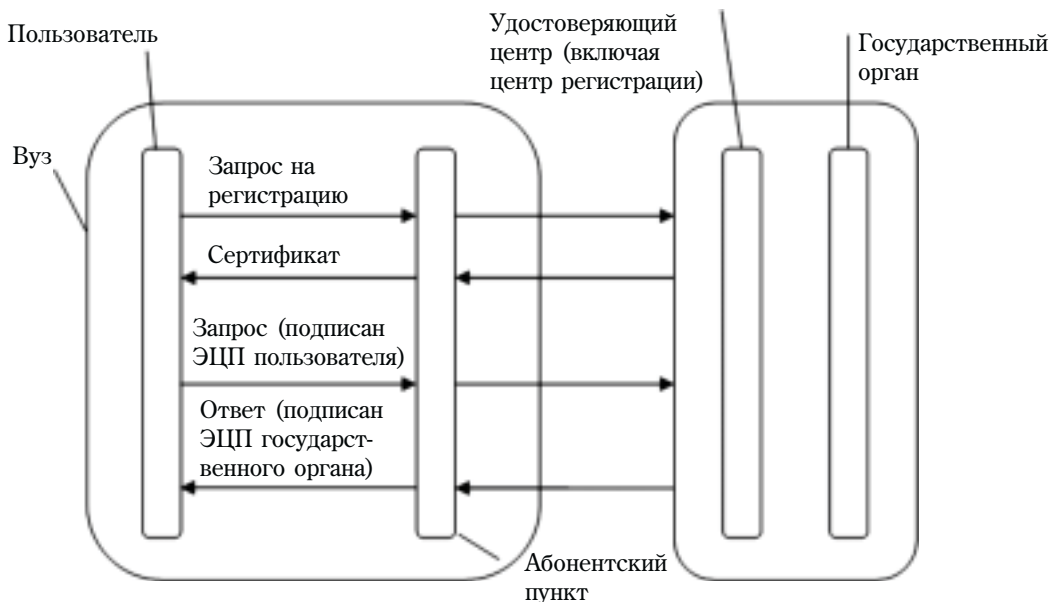 Пользователь
Удостоверяющий
центр (включая
центр регистрации)
Государственный
орган
Вуз
Запрос на
регистрацию
Сертификат
Запрос (подписан
ЭЦП пользователя)
Ответ (подписан
ЭЦП государст-
венного органа)
Абонентский
пункт